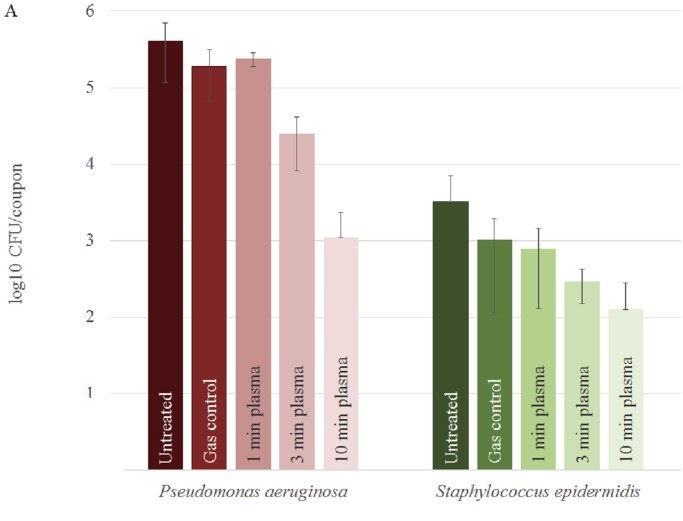 A
6
5
4
3
2
1
log10 CFU/coupon
Untreated
Gas control
1 min plasma
3 min plasma
10 min plasma
Untreated
Gas control
1 min plasma
3 min plasma
10 min plasma
Pseudomonas aeruginosa
Staphylococcus epidermidis